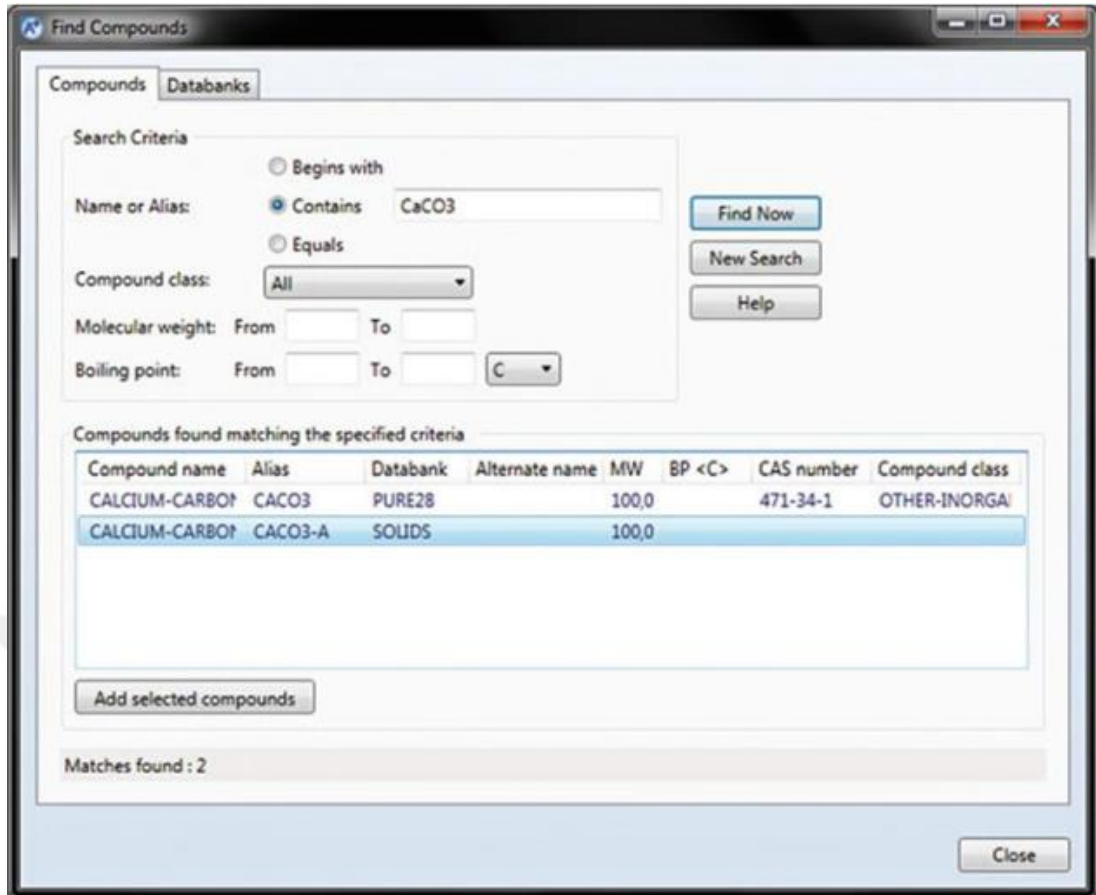 Find Compounds
Compounds Databanks
Search Criteria
Begins with
Name or Alias: Contains CaCO3
Find Now
Equals
New Search
Compound class: All
Help
Molecular weight: From To
Boiling point: From To C
Compounds found matching the specified criteria
Compound name Alias Databank Alternate name MW BP <C> CAS number Compound class
CALCIUM-CARBON CACO3 PURE28 100,0 471-34-1 OTHER-INORGA
CALCIUM-CARBON CACO3-A SOLIDS 100,0
Add selected compounds
Matches found : 2
Close